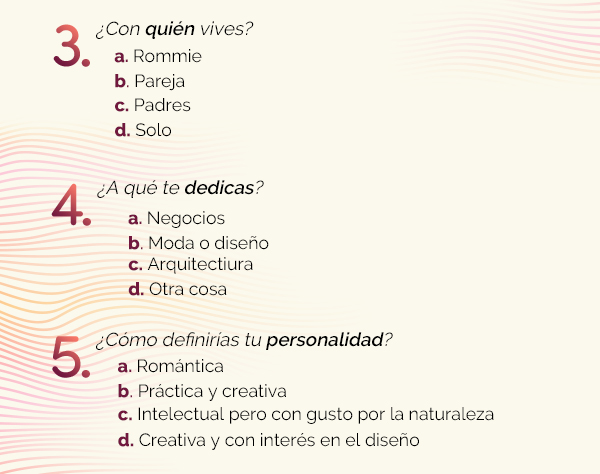 3. ¿Con quién vives?
a. Rommie
b. Pareja
c. Padres
d. Solo
4. ¿A qué te dedicas?
a. Negocios
b. Moda o diseño
c. Arquitectiura
d. Otra cosa
5. ¿Cómo definirías tu personalidad?
a. Romántica
b. Práctica y creativa
c. Intelectual pero con gusto por la naturaleza
d. Creativa y con interés en el diseño